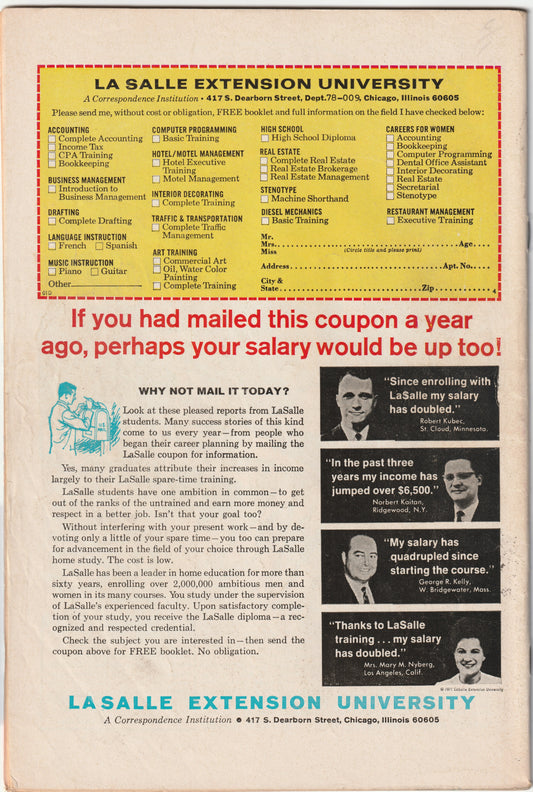 LA SALLE EXTENSION UNIVERSITY
A Correspondence Institution • 417 S. Dearborn Street, Dept. 78-009, Chicago, Illinois 60605
Please send me, without cost or obligation, FREE booklet and full information on the field I have checked below:
ACCOUNTING
Complete Accounting
Income Tax
CPA Training
Bookkeeping
BUSINESS MANAGEMENT
Introduction to
Business Management
DRAFTING
Complete Drafting
LANGUAGE INSTRUCTION
French Spanish
MUSIC INSTRUCTION
Piano Guitar
Other
COMPUTER PROGRAMMING
Basic Training
HOTEL/MOTEL MANAGEMENT
Hotel Executive
Training
Motel Management
INTERIOR DECORATING
Complete Training
TRAFFIC & TRANSPORTATION
Complete Traffic
Management
ART TRAINING
Commercial Art
Oil, Water Color
Painting
Complete Training
HIGH SCHOOL
High School Diploma
REAL ESTATE
Complete Real Estate
Real Estate Brokerage
Real Estate Management
STENOTYPE
Machine Shorthand
DIESEL MECHANICS
Basic Training
CAREERS FOR WOMEN
Accounting
Bookkeeping
Computer Programming
Dental Office Assistant
Interior Decorating
Real Estate
Secretarial
Stenotype
RESTAURANT MANAGEMENT
Executive Training
Mr.
Mrs. Age
Miss (Circle title and please print)
Address Apt. No.
City &
State Zip 4
If you had mailed this coupon a year
ago, perhaps your salary would be up too!
WHY NOT MAIL IT TODAY?
Look at these pleased reports from LaSalle
students. Many success stories of this kind
come to us every year—from people who
began their career planning by mailing the
LaSalle coupon for information.
Yes, many graduates attribute their increases in income
largely to their LaSalle spare-time training.
LaSalle students have one ambition in common—to get
out of the ranks of the untrained and earn more money and
respect in a better job. Isn't that your goal too?
Without interfering with your present work—and by de-
voting only a little of your spare time—you too can prepare
for advancement in the field of your choice through LaSalle
home study. The cost is low.
LaSalle has been a leader in home education for more than
sixty years, enrolling over 2,000,000 ambitious men and
women in its many courses. You study under the supervision
of LaSalle's experienced faculty. Upon satisfactory comple-
tion of your study, you receive the LaSalle diploma—a rec-
ognized and respected credential.
Check the subject you are interested in—then send the
coupon above for FREE booklet. No obligation.
"Since enrolling with
LaSalle my salary
has doubled."
Robert Kubec,
St. Cloud, Minnesota.
"In the past three
years my income has
jumped over $6,500."
Norbert Kaitan,
Ridgewood, N.Y.
"My salary has
quadrupled since
starting the course."
George R. Kelly,
W. Bridgewater, Mass.
"Thanks to LaSalle
training . . . my salary
has doubled."
Mrs. Mary M. Nyberg,
Los Angeles, Calif.
© 1971 LaSalle Extension University
LASALLE EXTENSION UNIVERSITY
A Correspondence Institution • 417 S. Dearborn Street, Chicago, Illinois 60605